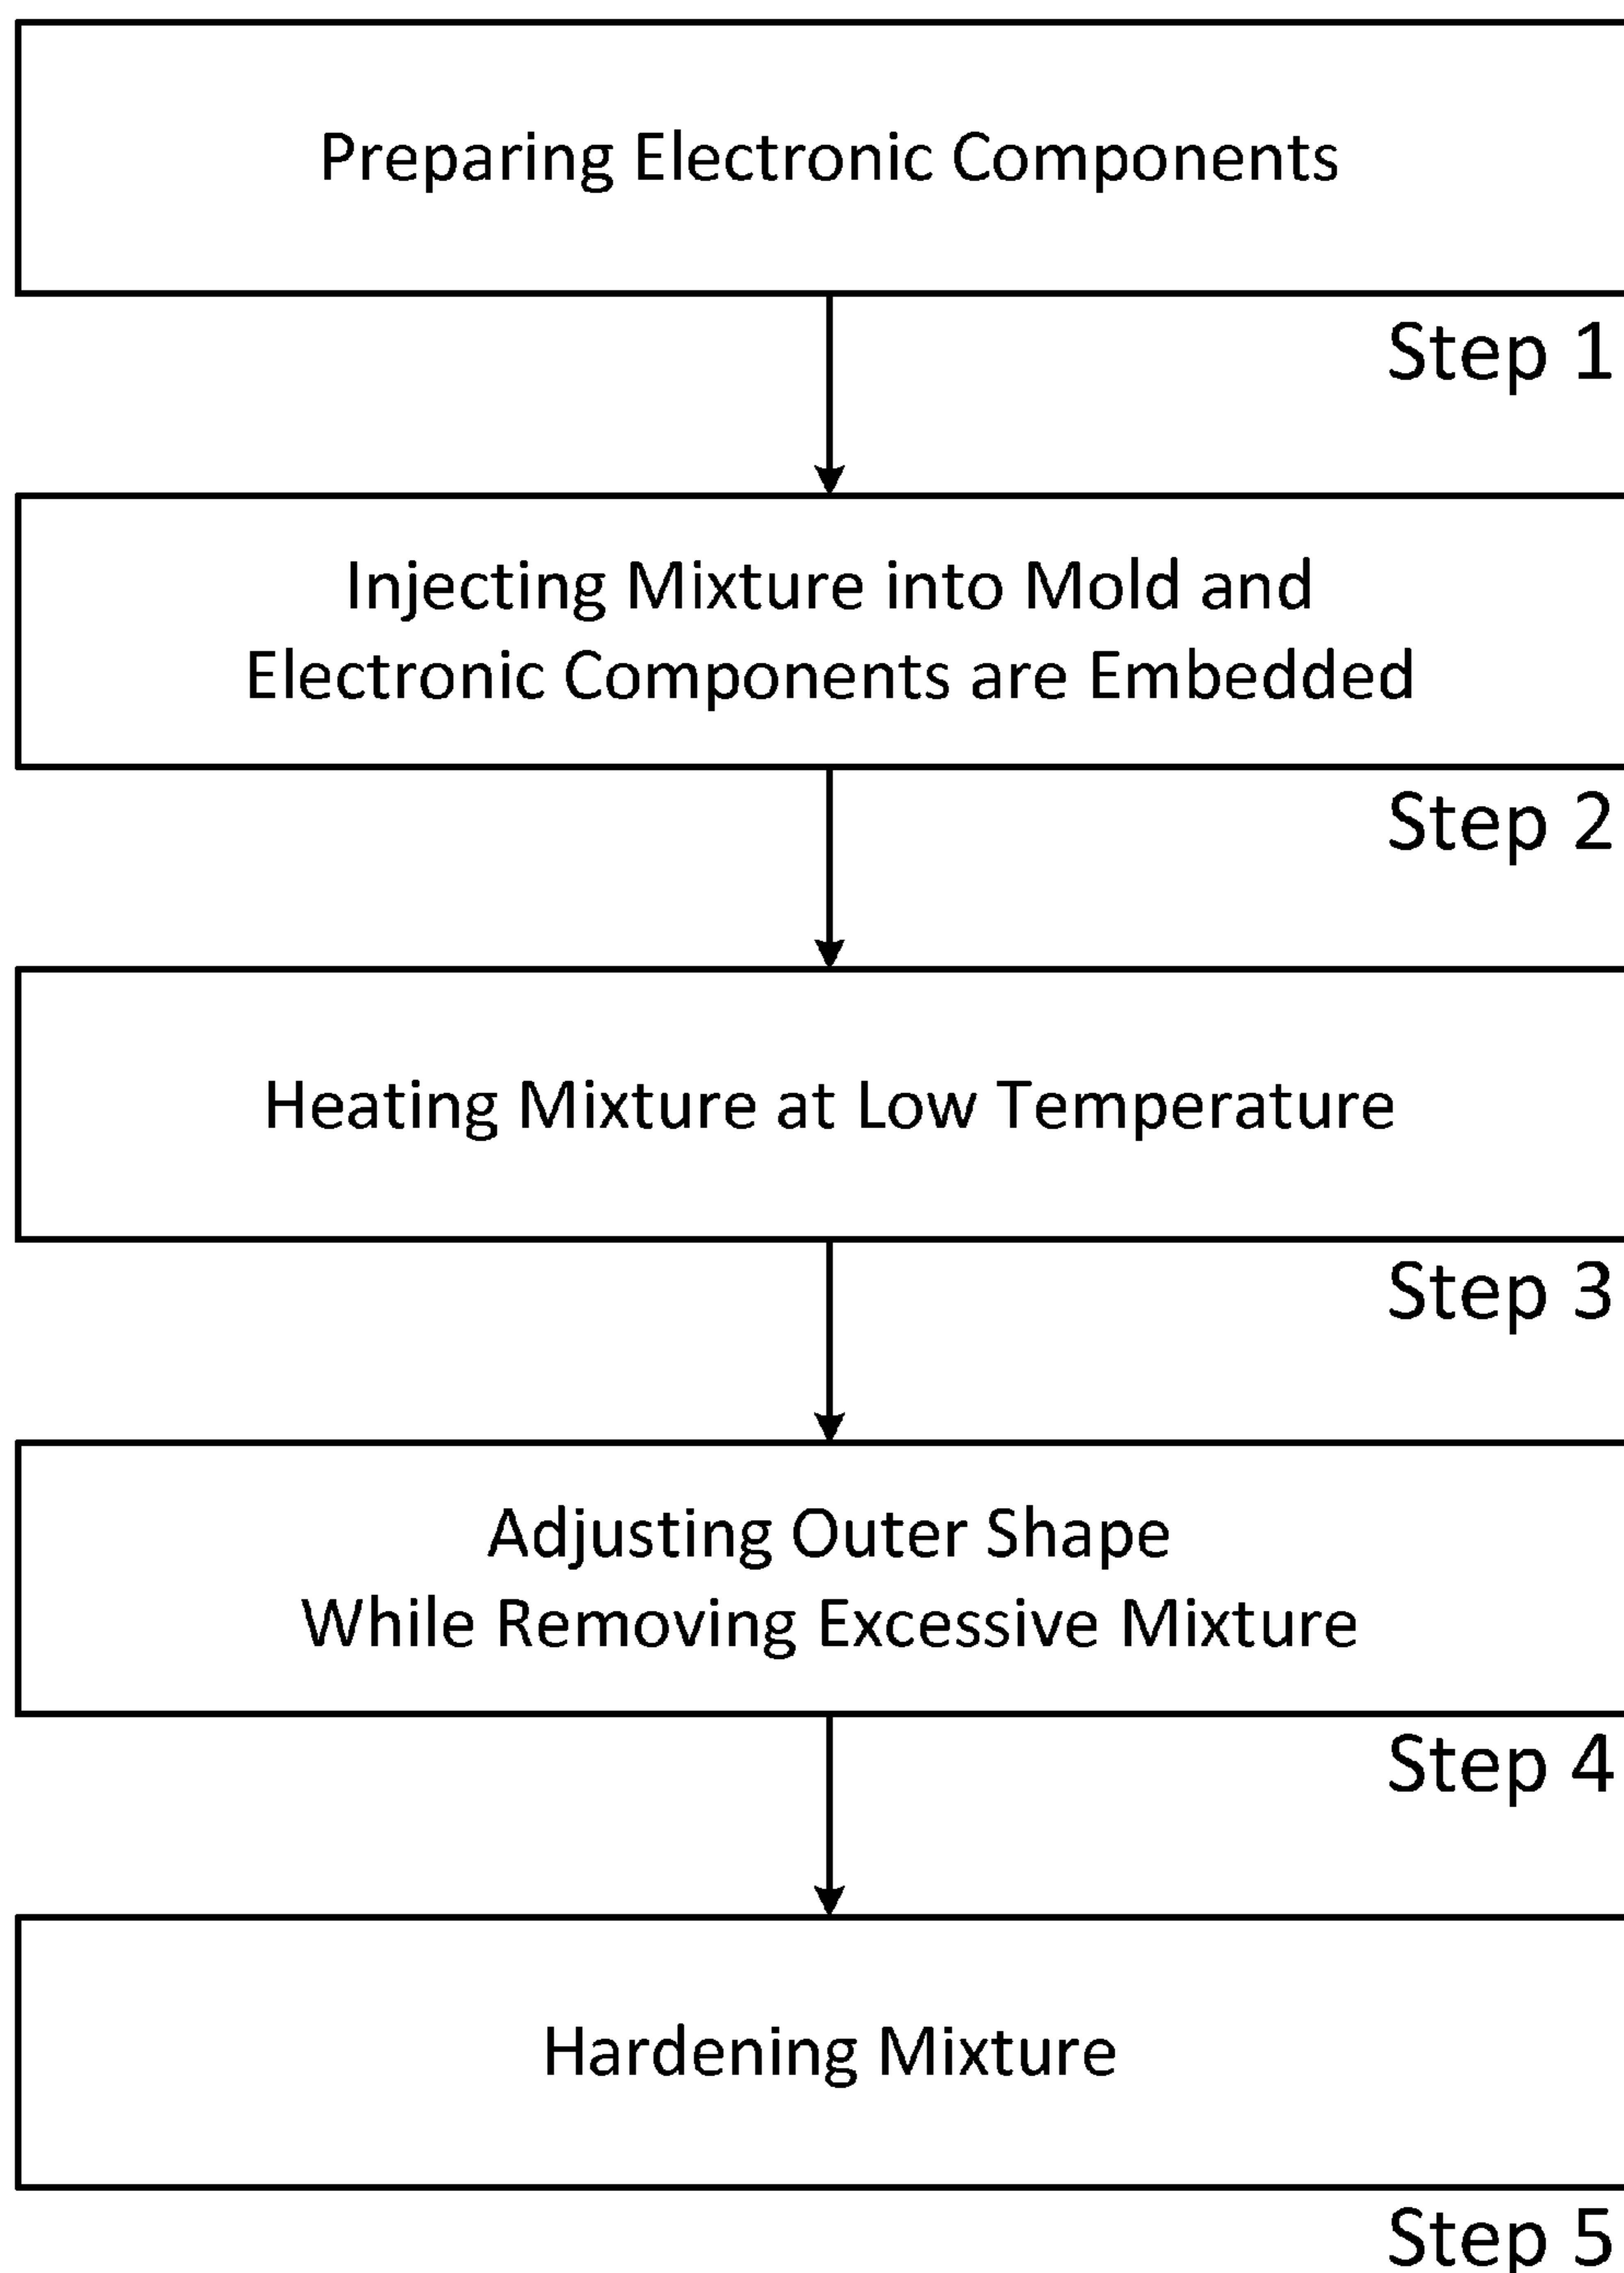 Preparing Electronic Components
Step 1
Injecting Mixture into Mold and
Electronic Components are Embedded
Step 2
Heating Mixture at Low Temperature
Step 3
Adjusting Outer Shape
While Removing Excessive Mixture
Step 4
Hardening Mixture
Step 5